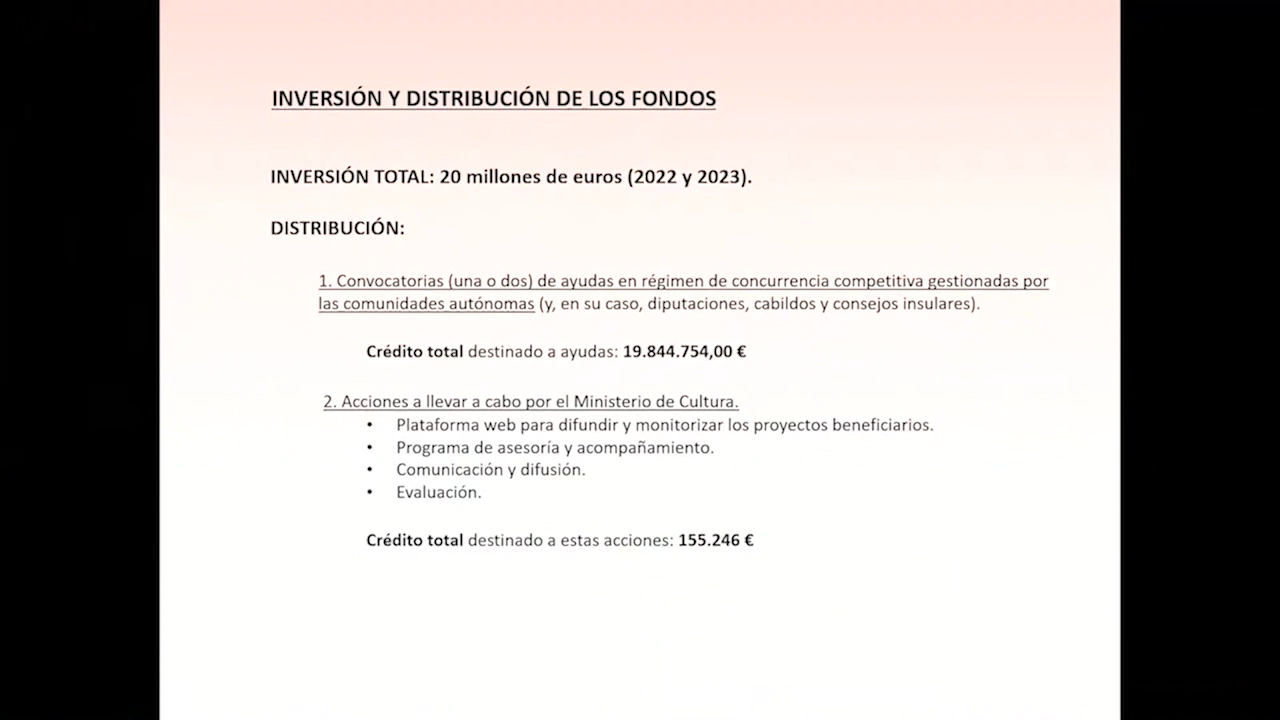 INVERSIÓN Y DISTRIBUCIÓN DE LOS FONDOS
INVERSIÓN TOTAL: 20 millones de euros (2022 y 2023).
DISTRIBUCIÓN:
1. Convocatorias (una o dos) de ayudas en régimen de concurrencia competitiva gestionadas por
las comunidades autónomas (y, en su caso, diputaciones, cabildos y consejos insulares).
Crédito total destinado a ayudas: 19.844.754,00 €
2. Acciones a llevar a cabo por el Ministerio de Cultura.
• Plataforma web para difundir y monitorizar los proyectos beneficiarios.
• Programa de asesoría y acompañamiento.
• Comunicación y difusión.
• Evaluación.
Crédito total destinado a estas acciones: 155.246 €